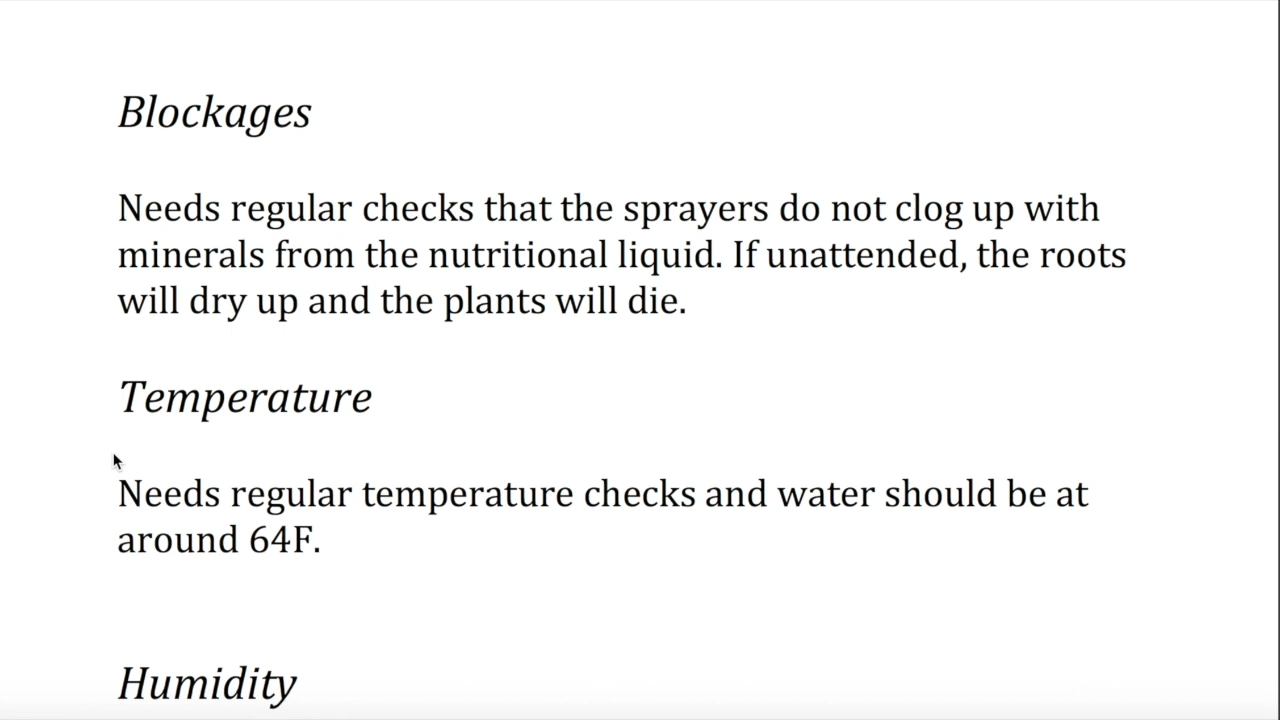 Blockages
Needs regular checks that the sprayers do not clog up with
minerals from the nutritional liquid. If unattended, the roots
will dry up and the plants will die.
Temperature
Needs regular temperature checks and water should be at
around 64F.
Humidity